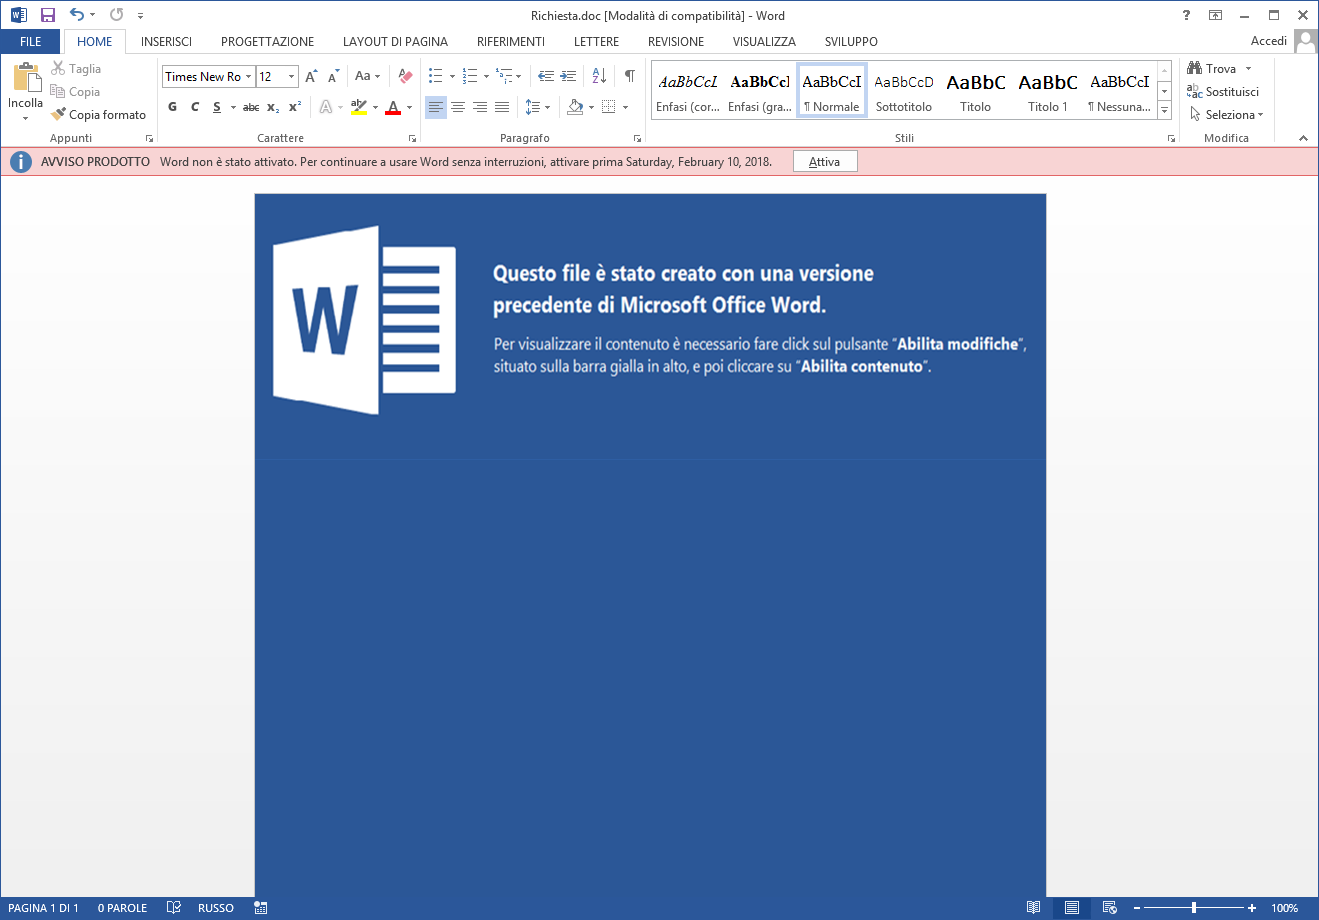 Richiesta.doc [Modalità di compatibilità] - Word
?
FILE HOME INSERISCI PROGETTAZIONE LAYOUT DI PAGINA RIFERIMENTI LETTERE REVISIONE VISUALIZZA SVILUPPO Accedi
Incolla
Taglia
Copia
Copia formato
Appunti
Times New Ro 12 A A Aa A
G C S abc x₂ x² A ab A
Carattere
A Z ¶
Paragrafo
AaBbCcI AaBbCcI AaBbCcI AaBbCcD AaBbC AaBbC AaBbCcI
Enfasi (cor... Enfasi (gra... ¶ Normale Sottotitolo Titolo Titolo 1 ¶ Nessuna...
Stili
Trova
Sostituisci
Seleziona
Modifica
AVVISO PRODOTTO Word non è stato attivato. Per continuare a usare Word senza interruzioni, attivare prima Saturday, February 10, 2018. Attiva
W
Questo file è stato creato con una versione
precedente di Microsoft Office Word.
Per visualizzare il contenuto è necessario fare click sul pulsante “Abilita modifiche”,
situato sulla barra gialla in alto, e poi cliccare su “Abilita contenuto”.
PAGINA 1 DI 1 0 PAROLE RUSSO 100%